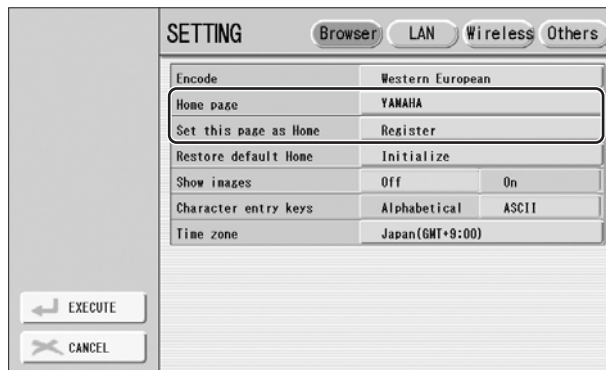 SETTING Browser LAN Wireless Others
Encode Western European
Home page YAMAHA
Set this page as Home Register
Restore default Home Initialize
Show images Off On
Character entry keys Alphabetical ASCII
Time zone Japan(GMT+9:00)
EXECUTE
CANCEL